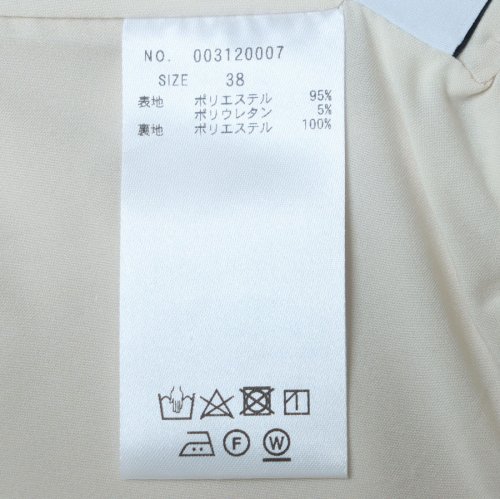 NO. 003120007
SIZE 38
表地 ポリエステル 95%
ポリウレタン 5%
裏地 ポリエステル 100%
F W